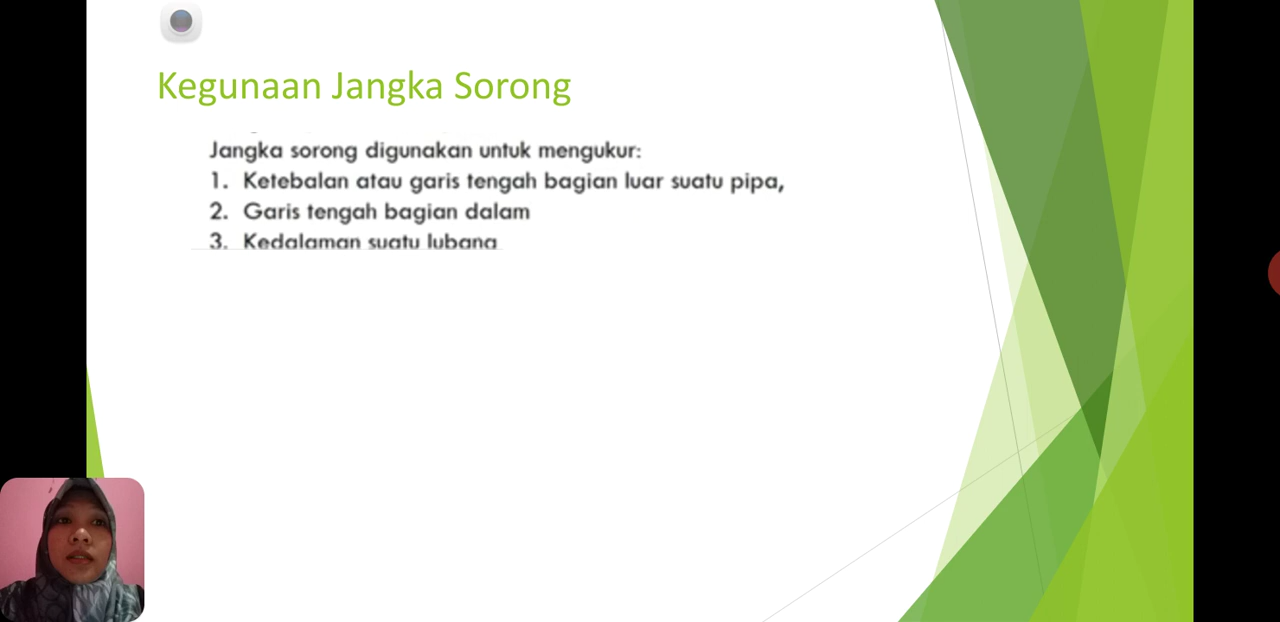 Kegunaan Jangka Sorong
Jangka sorong digunakan untuk mengukur:
1. Ketebalan atau garis tengah bagian luar suatu pipa,
2. Garis tengah bagian dalam
3. Kedalaman suatu lubang